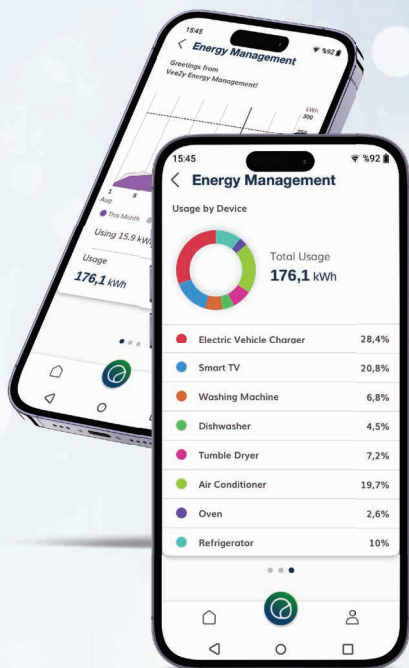 15:45
%92
Energy Management
Greetings from
VeeZy Energy Management!
kWh
300
250
1
5
Aug
This Month
Using 15.9 kW
Usage
176,1 kWh
15:45
%92
Energy Management
Usage by Device
Total Usage
176,1 kWh
Electric Vehicle Charger 28,4%
Smart TV 20,8%
Washing Machine 6,8%
Dishwasher 4,5%
Tumble Dryer 7,2%
Air Conditioner 19,7%
Oven 2,6%
Refrigerator 10%